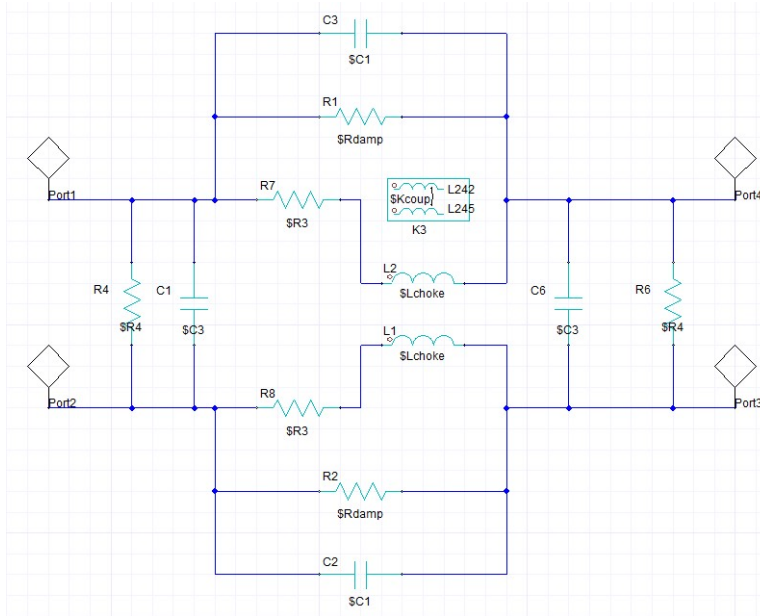 C3
$C1
R1
$Rdamp
Port1
R7
$R3
L242
$Kcoup
L245
K3
Port4
L2
$Lchoke
R4
$R4
C1
$C3
C6
$C3
R6
$R4
L1
$Lchoke
Port2
R8
$R3
Port3
R2
$Rdamp
C2
$C1